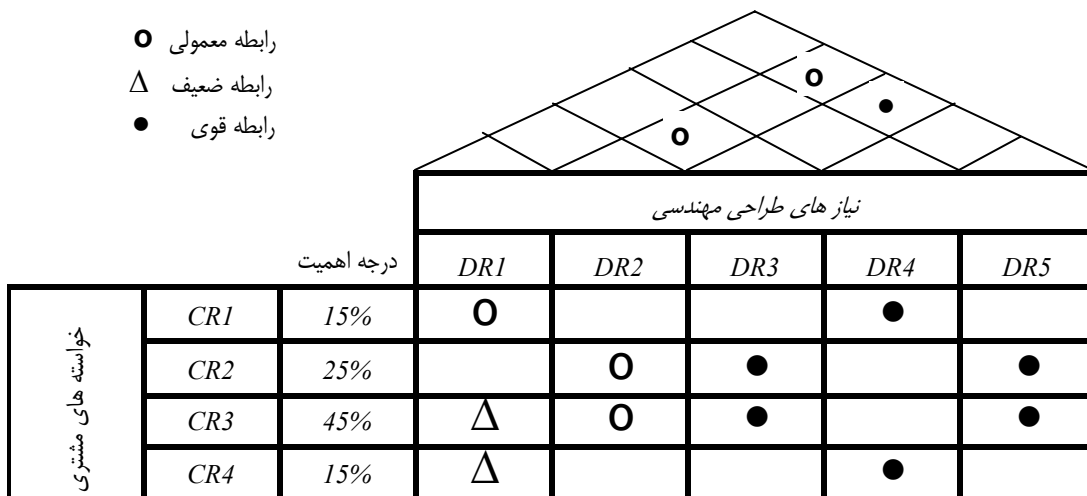 رابطه معمولی O
رابطه ضعیف Δ
رابطه قوی ●
نیاز های طراحی مهندسی
درجه اهمیت DR1 DR2 DR3 DR4 DR5
خواسته های مشتری
CR1 15% O ●
CR2 25% O ● ●
CR3 45% Δ O ● ●
CR4 15% Δ ●